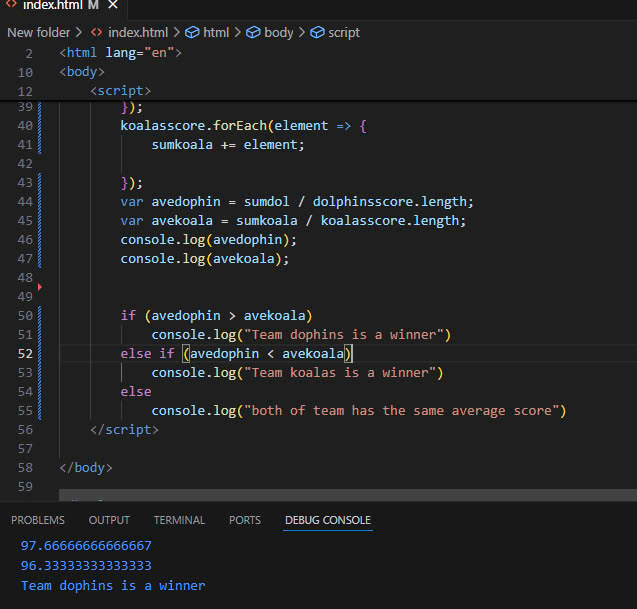 <> index.html M ×
New folder > <> index.html > html > body > script
2 <html lang="en">
10 <body>
12 <script>
39 });
40 koalasscore.forEach(element => {
41 sumkoala += element;
42
43 });
44 var avedophin = sumdol / dolphinsscore.length;
45 var avekoala = sumkoala / koalasscore.length;
46 console.log(avedophin);
47 console.log(avekoala);
48
49
50 if (avedophin > avekoala)
51 console.log("Team dophins is a winner")
52 else if (avedophin < avekoala)
53 console.log("Team koalas is a winner")
54 else
55 console.log("both of team has the same average score")
56 </script>
57
58 </body>
59
PROBLEMS OUTPUT TERMINAL PORTS DEBUG CONSOLE
97.66666666666667
96.33333333333333
Team dophins is a winner